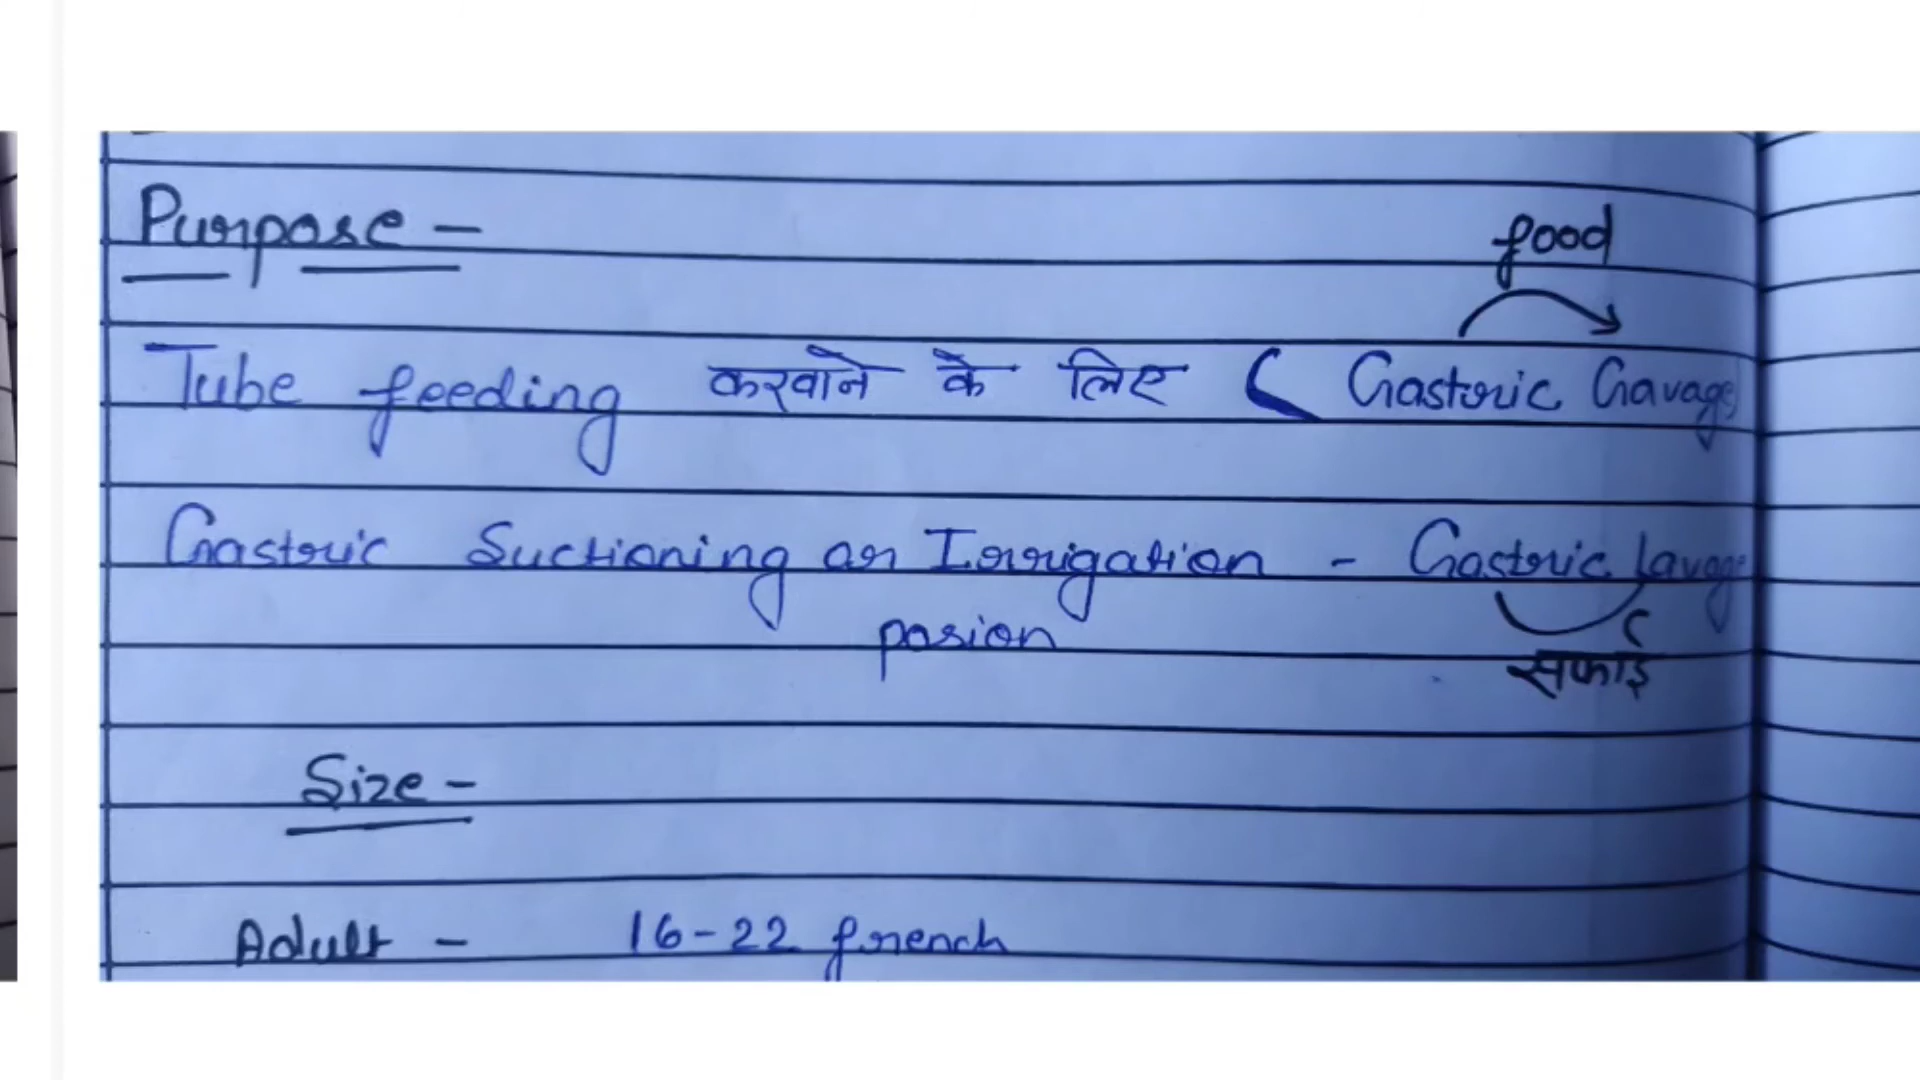 Purpose -
food
Tube feeding करवाने के लिए ( Gastric Gavage
Gastric Suctioning or Irrigation - Gastric lavage
posion
सफाई
Size -
Adult - 16-22 french